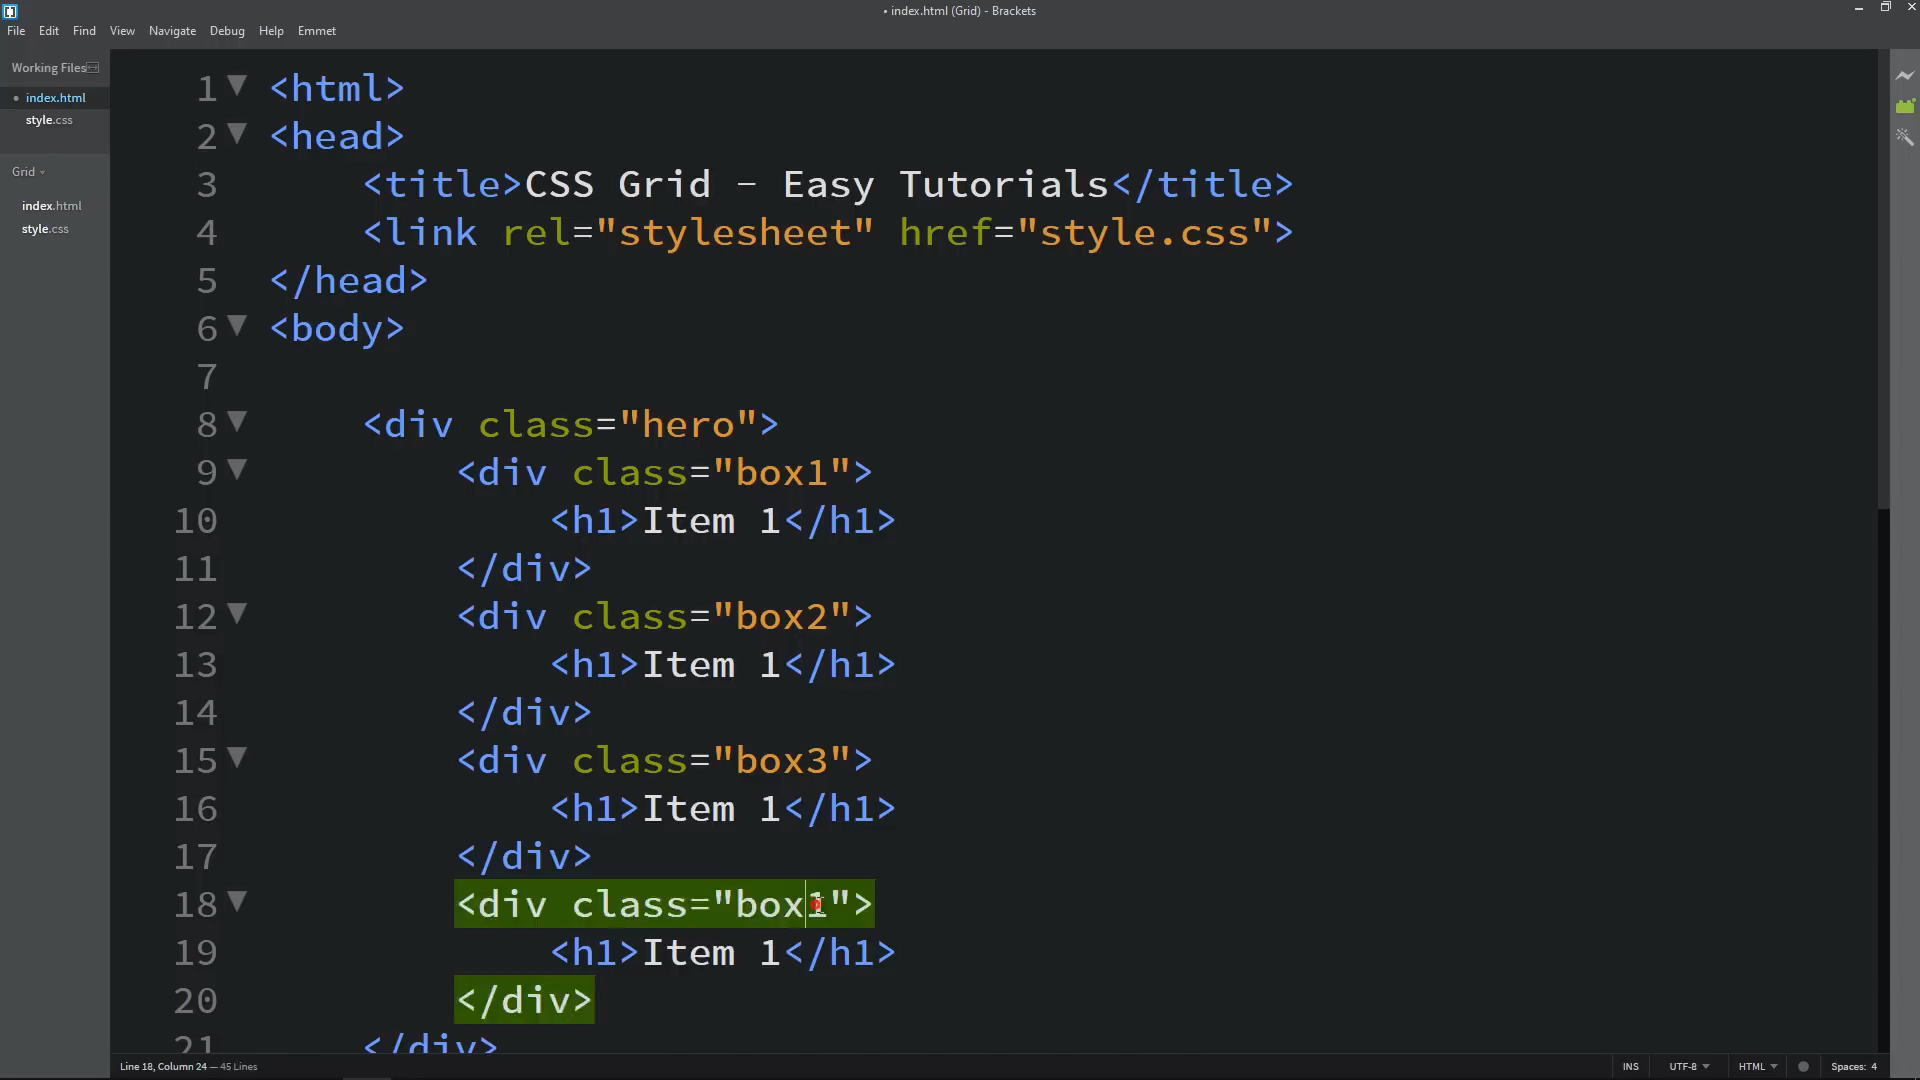 • index.html (Grid) - Brackets
File Edit Find View Navigate Debug Help Emmet
Working Files
• index.html
style.css
Grid
index.html
style.css
1 <html>
2 <head>
3 <title>CSS Grid - Easy Tutorials</title>
4 <link rel="stylesheet" href="style.css">
5 </head>
6 <body>
7
8 <div class="hero">
9 <div class="box1">
10 <h1>Item 1</h1>
11 </div>
12 <div class="box2">
13 <h1>Item 1</h1>
14 </div>
15 <div class="box3">
16 <h1>Item 1</h1>
17 </div>
18 <div class="box1">
19 <h1>Item 1</h1>
20 </div>
21 </div>
Line 18, Column 24 — 45 Lines
INS UTF-8 HTML Spaces: 4